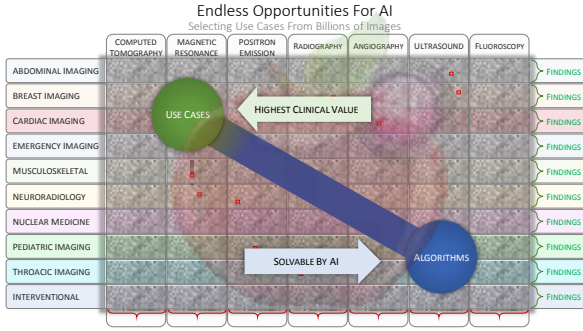 Endless Opportunities For AI
Selecting Use Cases From Billions of Images
COMPUTED TOMOGRAPHY
MAGNETIC RESONANCE
POSITRON EMISSION
RADIOGRAPHY
ANGIOGRAPHY
ULTRASOUND
FLUOROSCOPY
ABDOMINAL IMAGING
FINDINGS
BREAST IMAGING
FINDINGS
USE CASES
HIGHEST CLINICAL VALUE
CARDIAC IMAGING
FINDINGS
EMERGENCY IMAGING
FINDINGS
MUSCULOSKELETAL
FINDINGS
NEURORADIOLOGY
FINDINGS
NUCLEAR MEDICINE
FINDINGS
PEDIATRIC IMAGING
FINDINGS
SOLVABLE BY AI
ALGORITHMS
THROACIC IMAGING
FINDINGS
INTERVENTIONAL
FINDINGS